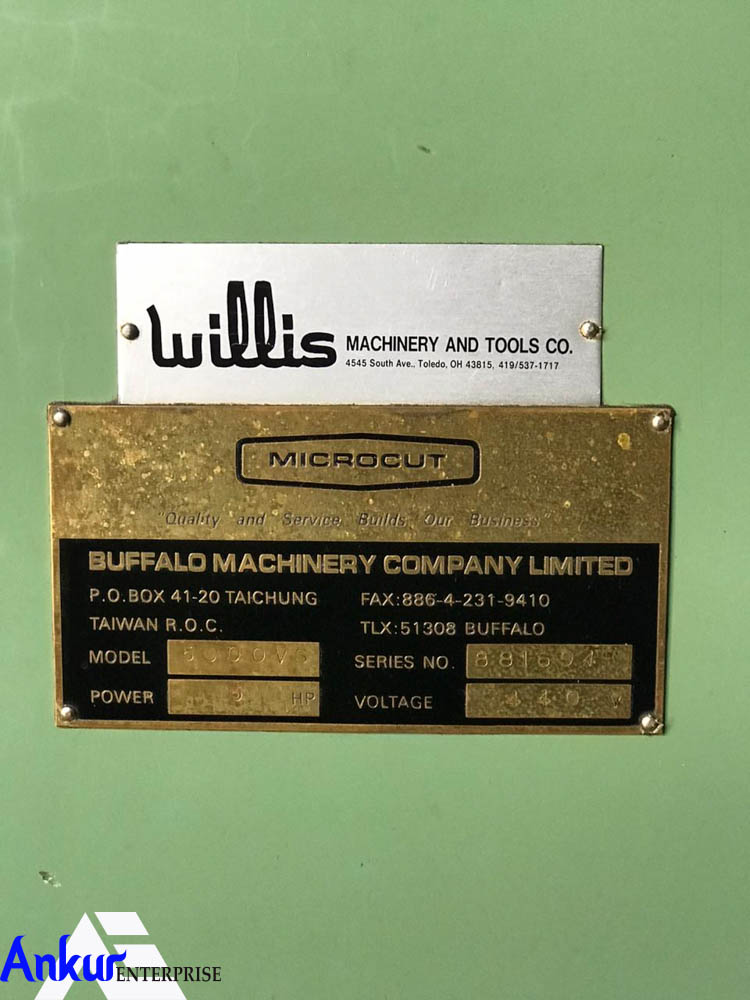 Willis MACHINERY AND TOOLS CO.
4545 South Ave., Toledo, OH 43815, 419/537-1717
MICROCUT
"Quality and Service Builds Our Business"
BUFFALO MACHINERY COMPANY LIMITED
P.O.BOX 41-20 TAICHUNG FAX:886-4-231-9410
TAIWAN R.O.C. TLX:51308 BUFFALO
MODEL SERIES NO. 881604
POWER HP VOLTAGE 440 V
Ankur ENTERPRISE